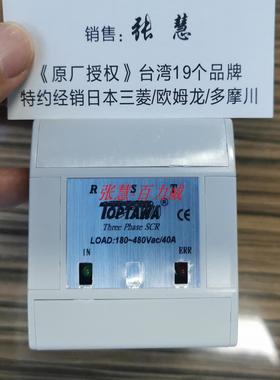 销售：张慧
《原厂授权》台湾19个品牌
特约经销日本三菱/欧姆龙/多摩川
R S T
张慧百力威
TOPTAWA®
CE
Three Phase SCR
LOAD:180~480Vac/40A
IN ERR